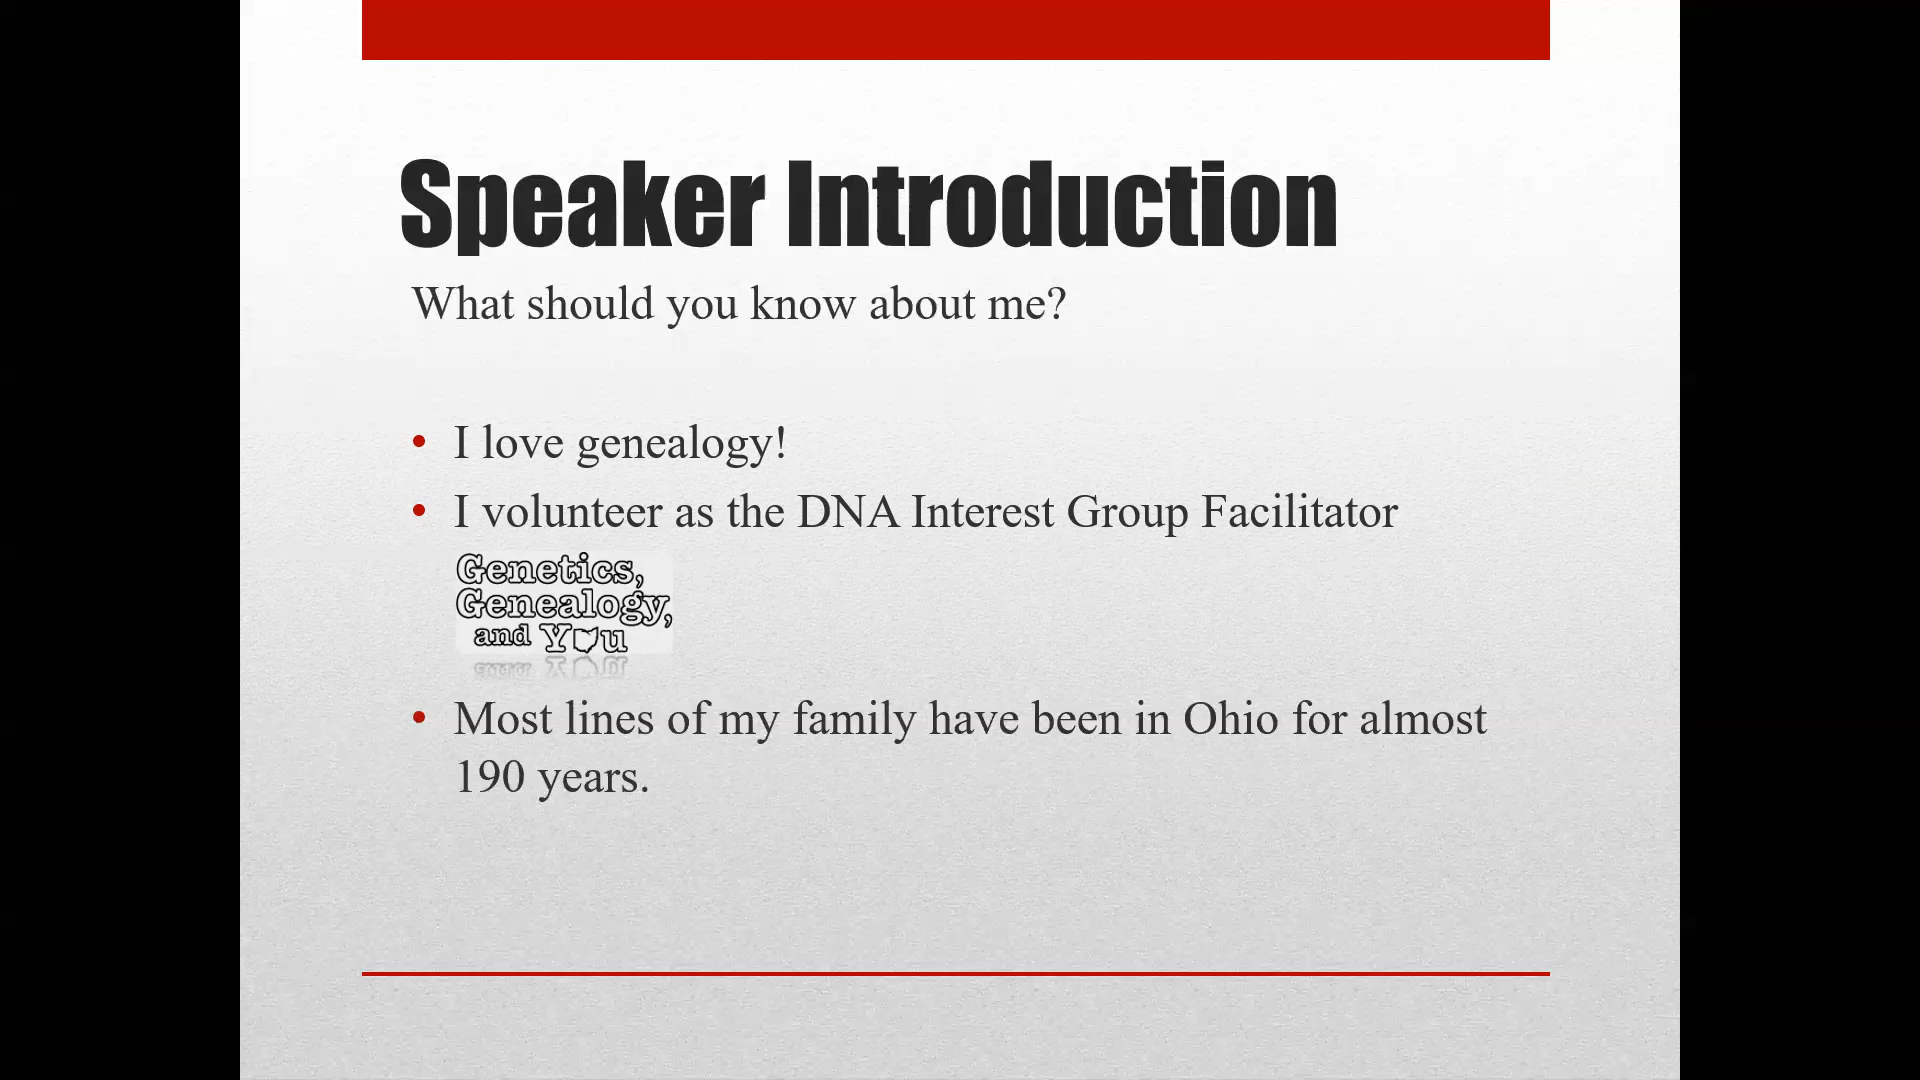 Speaker Introduction
What should you know about me?
• I love genealogy!
• I volunteer as the DNA Interest Group Facilitator
Genetics,
Genealogy,
and You
• Most lines of my family have been in Ohio for almost
190 years.